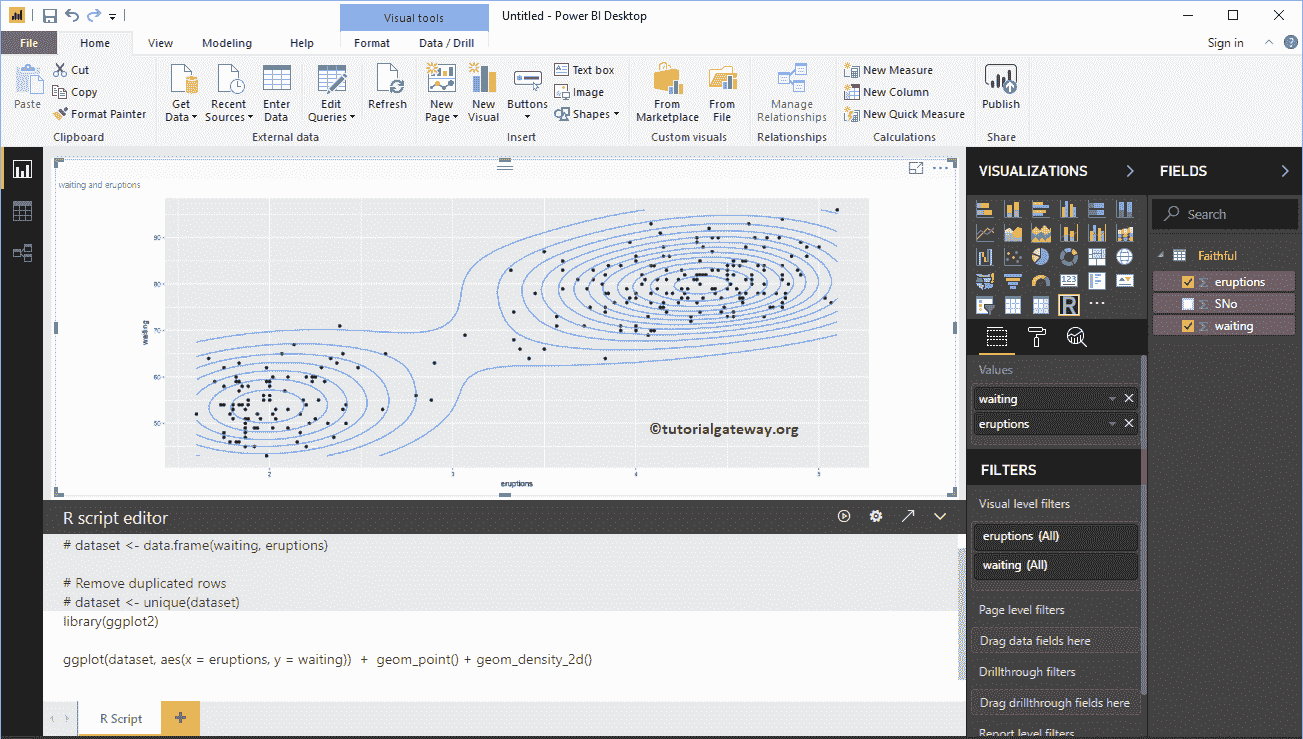 Visual tools
Untitled - Power BI Desktop
File
Home
View
Modeling
Help
Format
Data / Drill
Sign in
?
Paste
Cut
Copy
Format Painter
Clipboard
Get Data
Recent Sources
Enter Data
Edit Queries
Refresh
External data
New Page
New Visual
Buttons
Text box
Image
Shapes
Insert
From Marketplace
From File
Custom visuals
Manage Relationships
Relationships
New Measure
New Column
New Quick Measure
Calculations
Publish
Share
waiting and eruptions
90
80
70
60
50
waiting
2
3
4
5
eruptions
©tutorialgateway.org
R script editor
# dataset <- data.frame(waiting, eruptions)
# Remove duplicated rows
# dataset <- unique(dataset)
library(ggplot2)
ggplot(dataset, aes(x = eruptions, y = waiting)) + geom_point() + geom_density_2d()
R Script
+
VISUALIZATIONS
123
R
Values
waiting
eruptions
FILTERS
Visual level filters
eruptions (All)
waiting (All)
Page level filters
Drag data fields here
Drillthrough filters
Drag drillthrough fields here
Report level filters
FIELDS
Search
Faithful
Σ eruptions
Σ SNo
Σ waiting